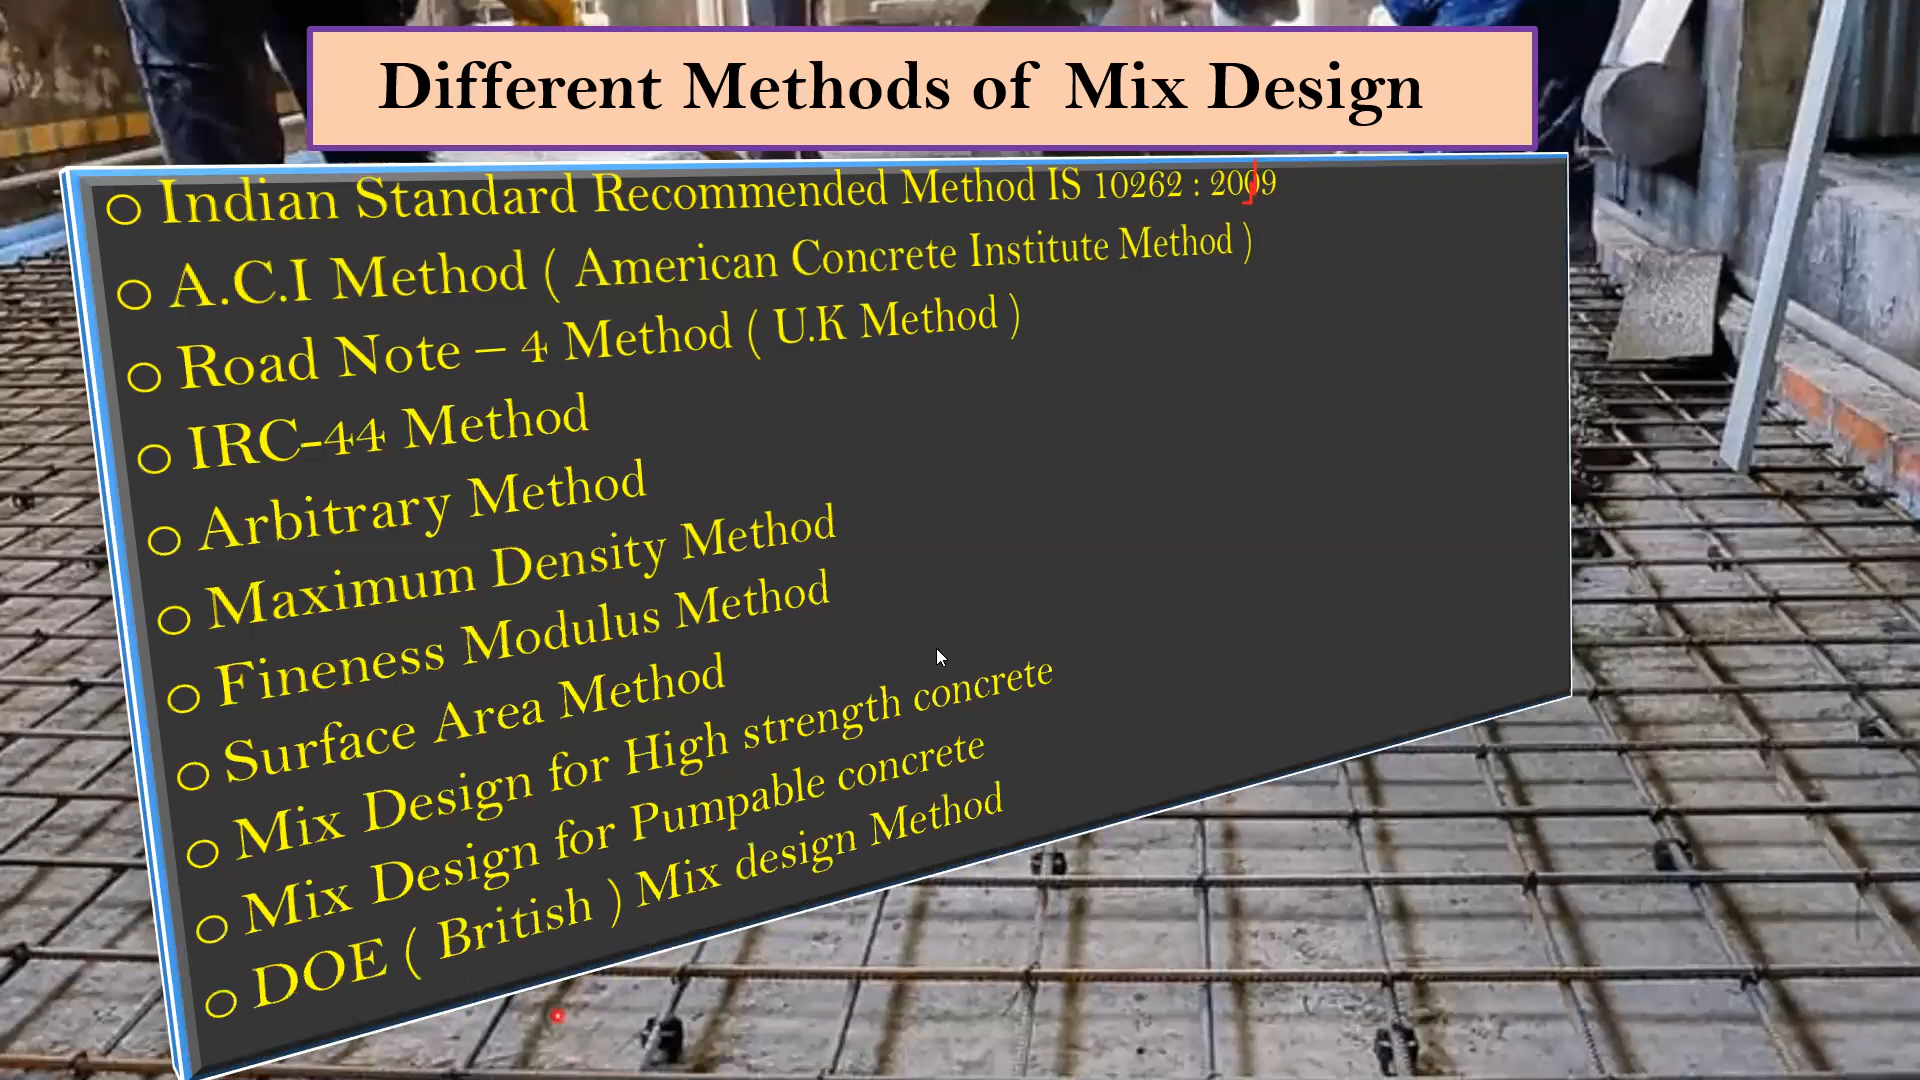 Different Methods of Mix Design
Indian Standard Recommended Method IS 10262 : 2009
A.C.I Method ( American Concrete Institute Method )
Road Note – 4 Method ( U.K Method )
IRC-44 Method
Arbitrary Method
Maximum Density Method
Fineness Modulus Method
Surface Area Method
Mix Design for High strength concrete
Mix Design for Pumpable concrete
DOE ( British ) Mix design Method